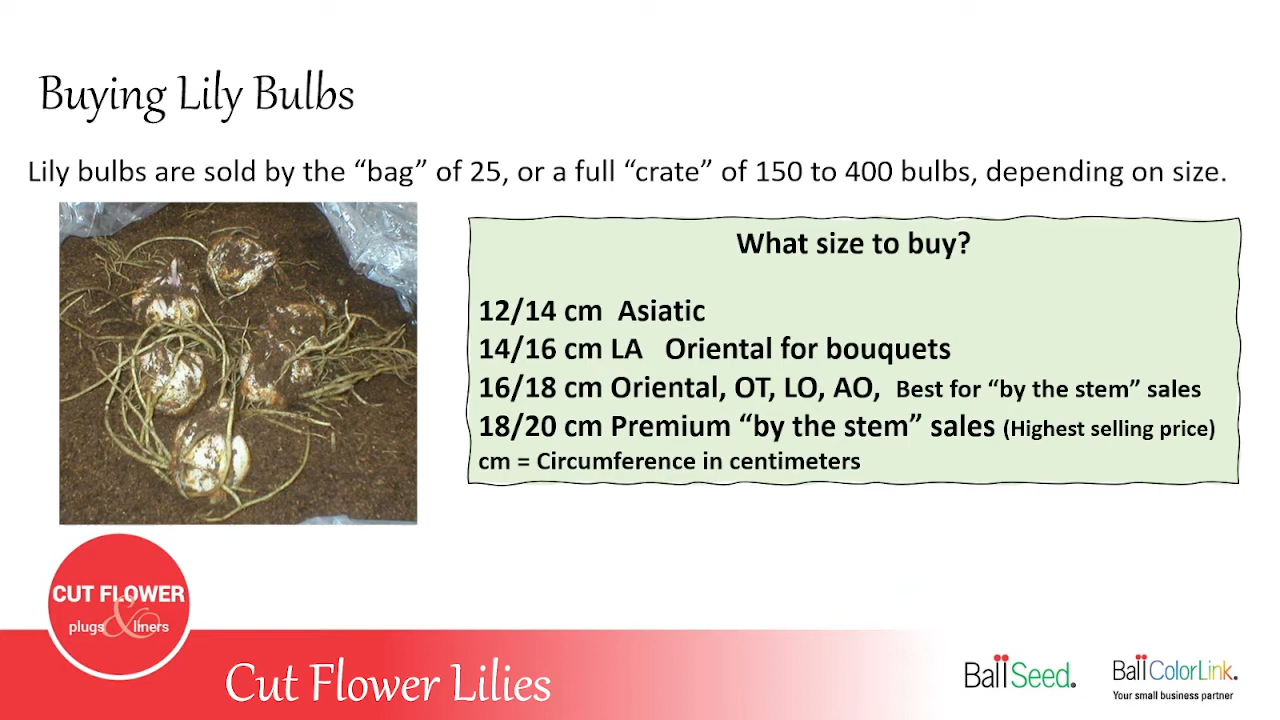 Buying Lily Bulbs
Lily bulbs are sold by the “bag” of 25, or a full “crate” of 150 to 400 bulbs, depending on size.
What size to buy?
12/14 cm  Asiatic
14/16 cm LA   Oriental for bouquets
16/18 cm Oriental, OT, LO, AO,  Best for “by the stem” sales
18/20 cm Premium “by the stem” sales (Highest selling price)
cm = Circumference in centimeters
CUT FLOWER
&
plugs liners
Cut Flower Lilies
Ball Seed.
Ball ColorLink.
Your small business partner